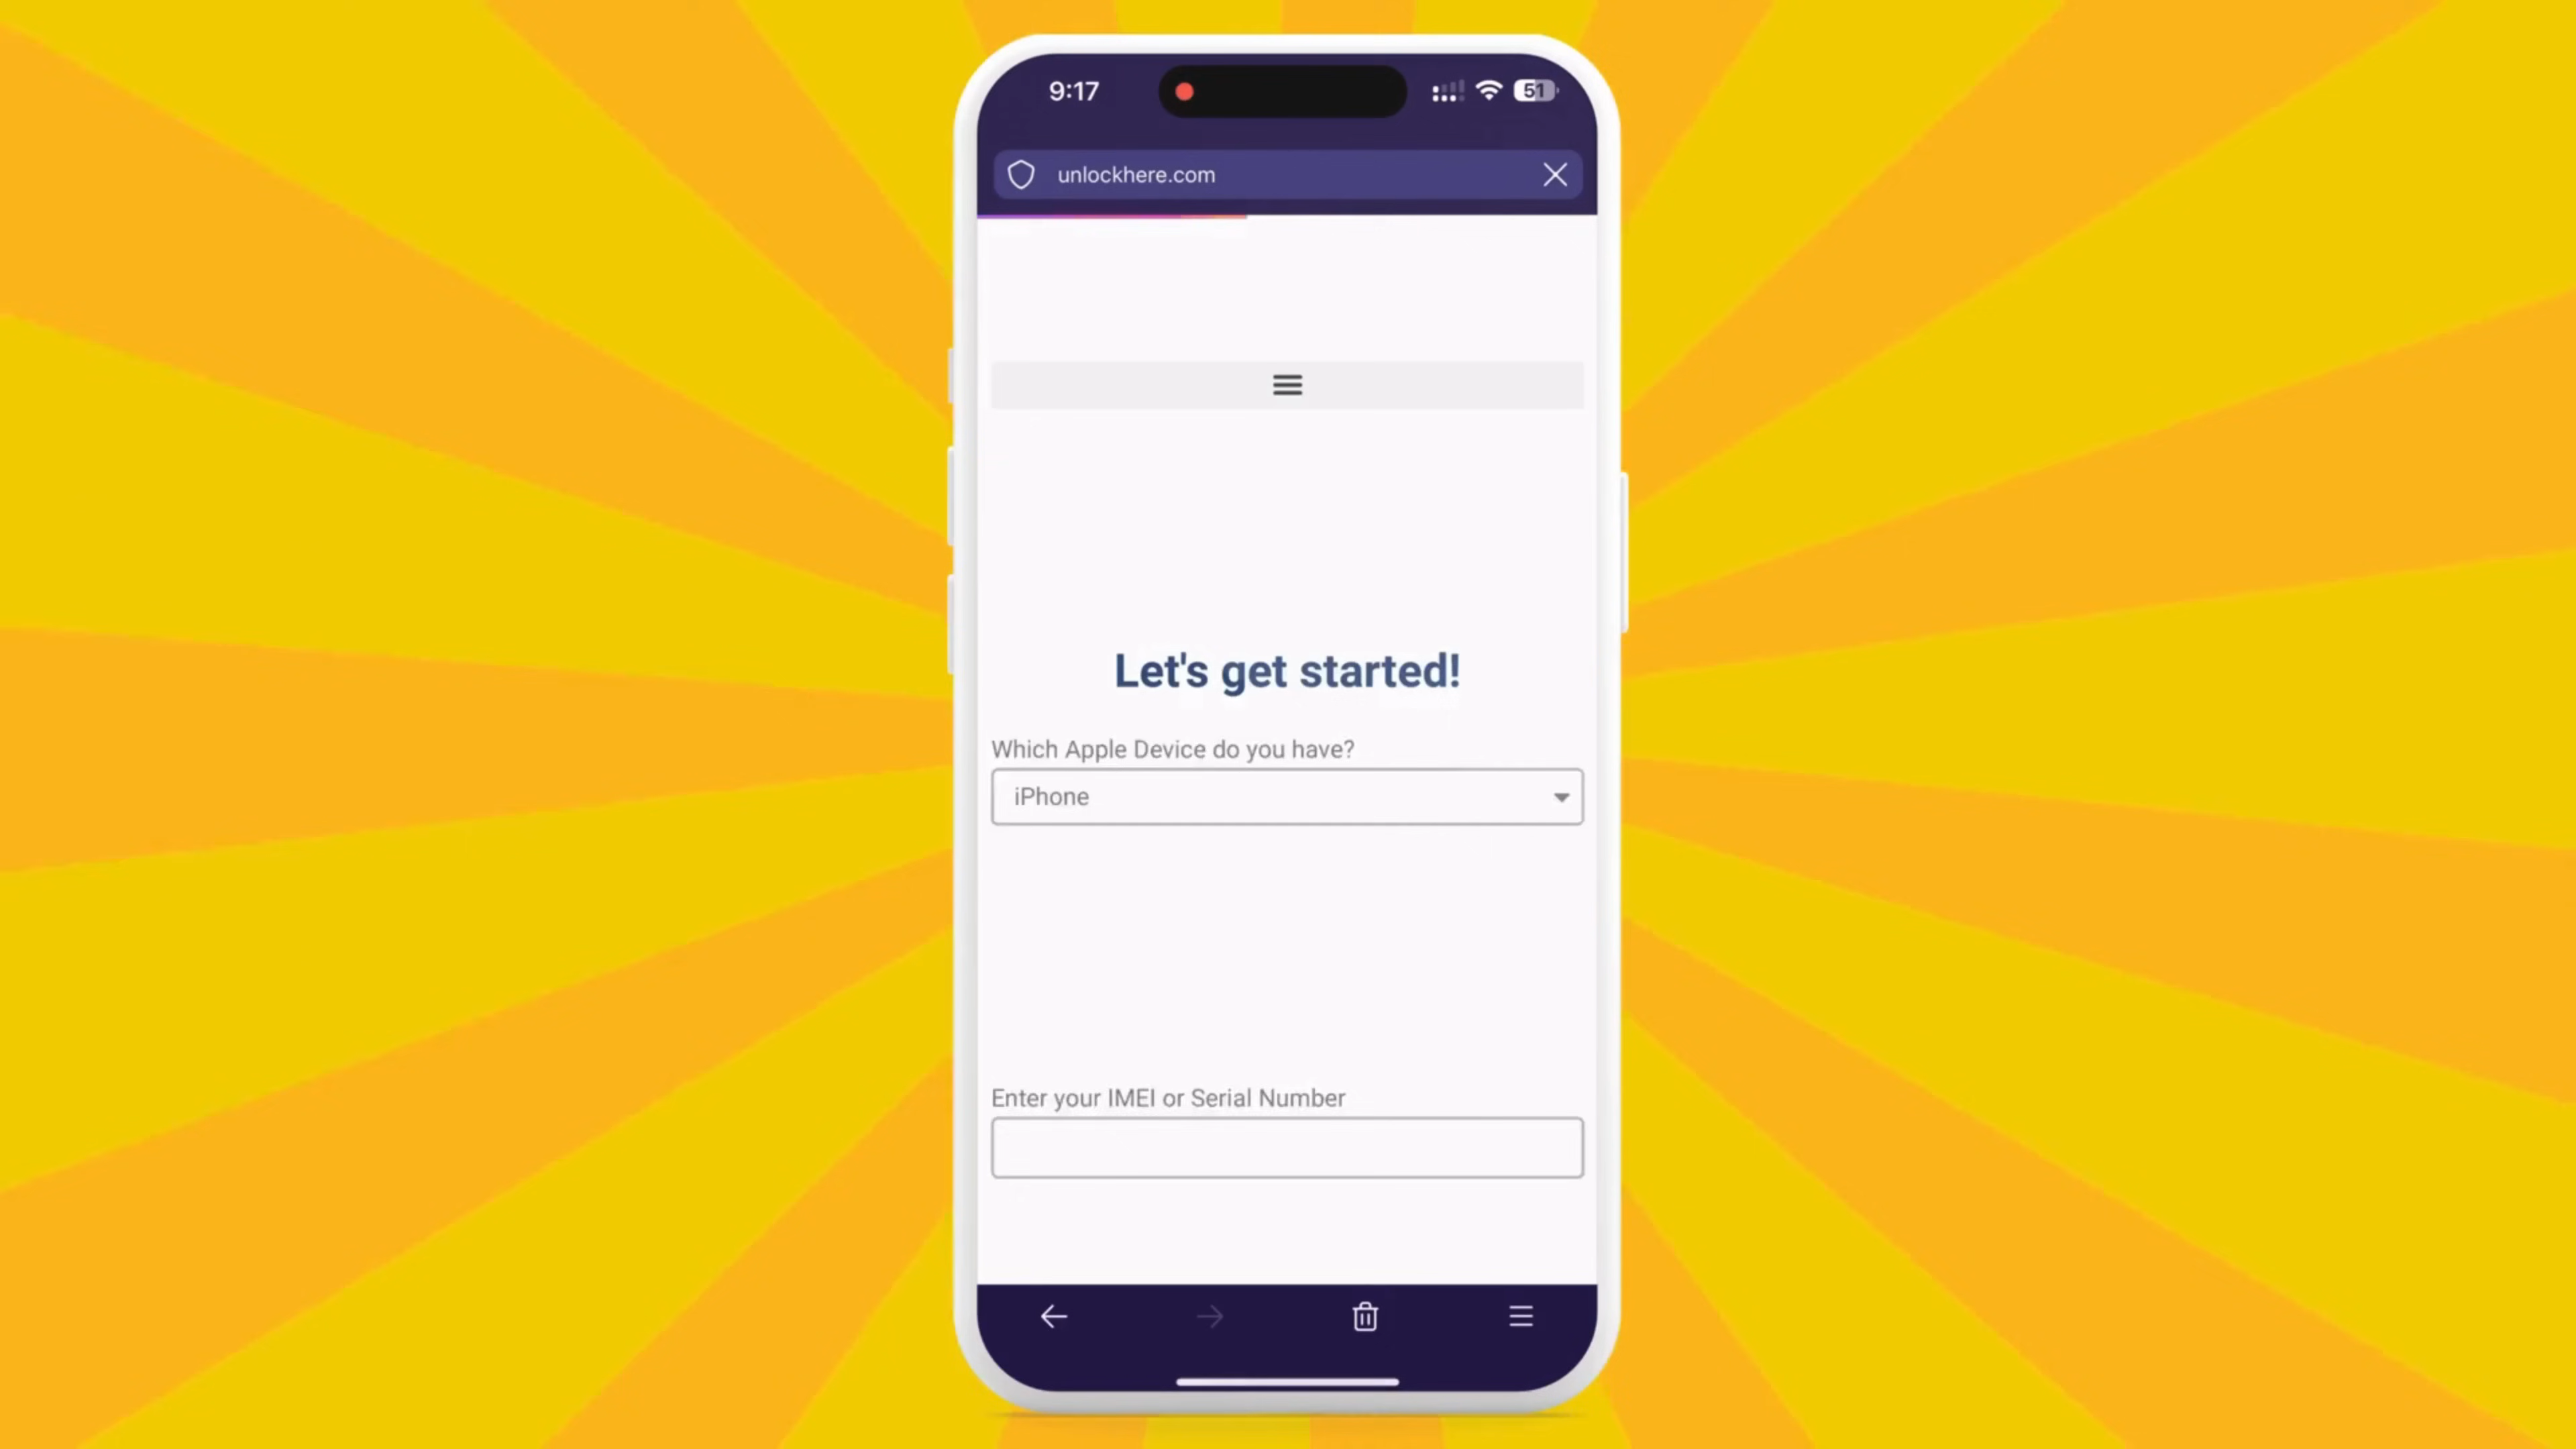 9:17
51
unlockhere.com
Let's get started!
Which Apple Device do you have?
iPhone
Enter your IMEI or Serial Number